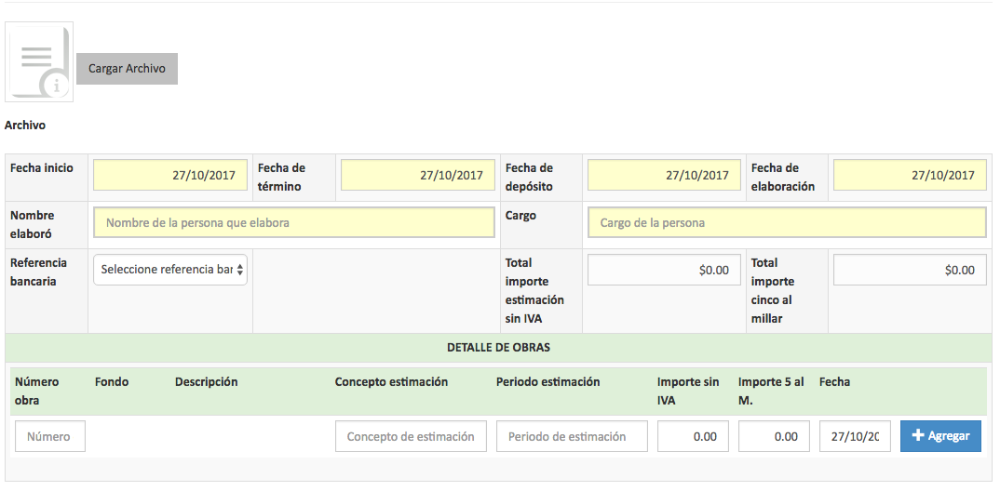 Cargar Archivo
Archivo
Fecha inicio
27/10/2017
Fecha de
término
27/10/2017
Fecha de
depósito
27/10/2017
Fecha de
elaboración
27/10/2017
Nombre
elaboró
Nombre de la persona que elabora
Cargo
Cargo de la persona
Referencia
bancaria
Seleccione referencia bar
Total
importe
estimación
sin IVA
$0.00
Total
importe
cinco al
millar
$0.00
DETALLE DE OBRAS
Número
obra
Fondo
Descripción
Concepto estimación
Periodo estimación
Importe sin
IVA
Importe 5 al
M.
Fecha
Número
Concepto de estimación
Periodo de estimación
0.00
0.00
27/10/20
Agregar